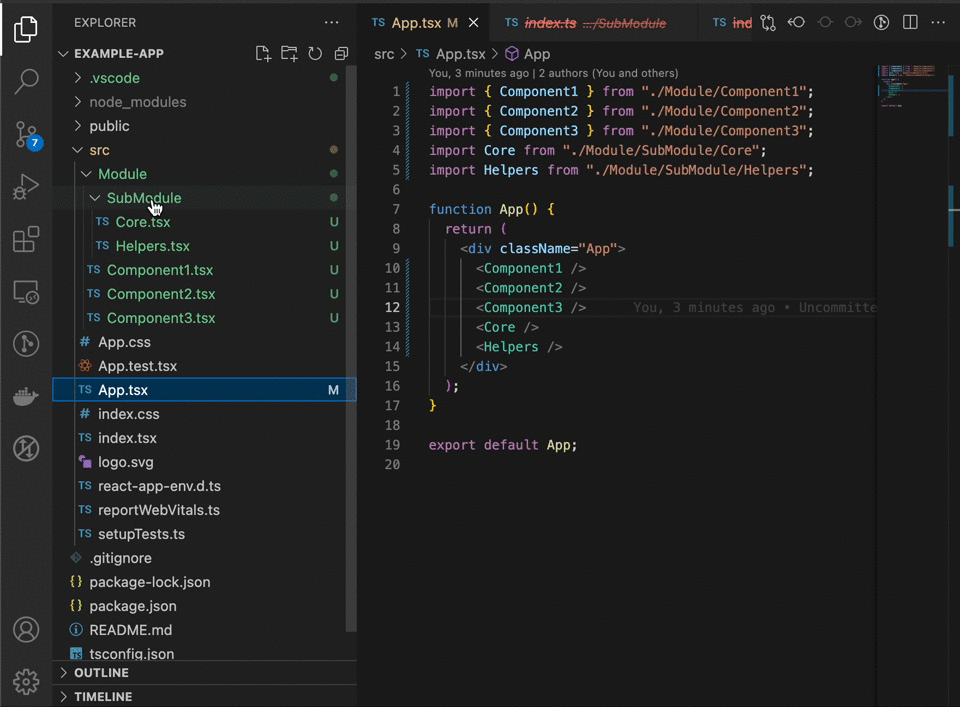 EXPLORER ···
EXAMPLE-APP
.vscode
node_modules
public
src
Module
SubModule
TS Core.tsx U
TS Helpers.tsx U
TS Component1.tsx U
TS Component2.tsx U
TS Component3.tsx U
# App.css
App.test.tsx
TS App.tsx M
# index.css
TS index.tsx
logo.svg
TS react-app-env.d.ts
TS reportWebVitals.ts
TS setupTests.ts
.gitignore
{} package-lock.json
{} package.json
README.md
TS tsconfig.json
OUTLINE
TIMELINE
7
TS App.tsx M TS index.ts .../SubModule TS ind ···
src > TS App.tsx > App
You, 3 minutes ago | 2 authors (You and others)
1 import { Component1 } from "./Module/Component1";
2 import { Component2 } from "./Module/Component2";
3 import { Component3 } from "./Module/Component3";
4 import Core from "./Module/SubModule/Core";
5 import Helpers from "./Module/SubModule/Helpers";
6
7 function App() {
8 return (
9 <div className="App">
10 <Component1 />
11 <Component2 />
12 <Component3 /> You, 3 minutes ago • Uncommitte
13 <Core />
14 <Helpers />
15 </div>
16 );
17 }
18
19 export default App;
20